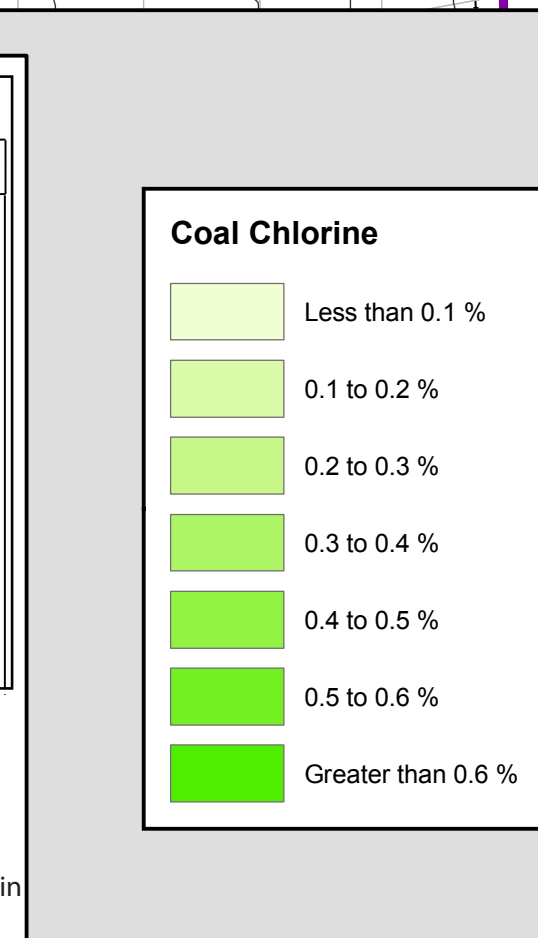 Coal Chlorine
Less than 0.1 %
0.1 to 0.2 %
0.2 to 0.3 %
0.3 to 0.4 %
0.4 to 0.5 %
0.5 to 0.6 %
Greater than 0.6 %
in